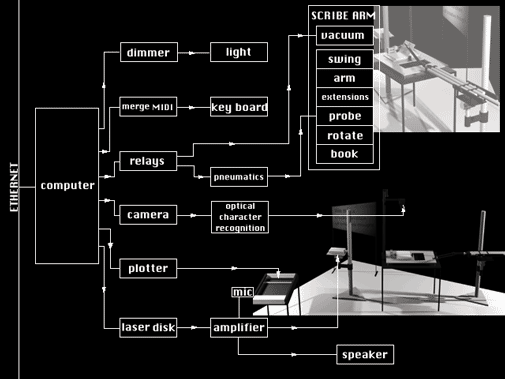 SCRIBE ARM
vacuum
swing
arm
extensions
probe
rotate
book
dimmer
light
merge MIDI
key board
relays
pneumatics
ETHERNET
computer
camera
optical
character
recognition
plotter
mic
laser disk
amplifier
speaker